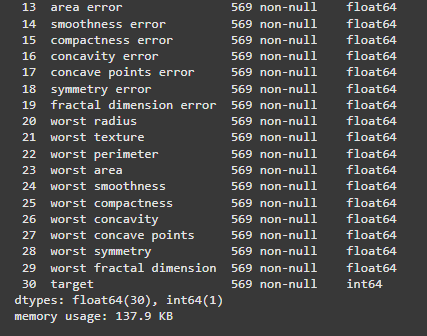 13 area error 569 non-null float64
14 smoothness error 569 non-null float64
15 compactness error 569 non-null float64
16 concavity error 569 non-null float64
17 concave points error 569 non-null float64
18 symmetry error 569 non-null float64
19 fractal dimension error 569 non-null float64
20 worst radius 569 non-null float64
21 worst texture 569 non-null float64
22 worst perimeter 569 non-null float64
23 worst area 569 non-null float64
24 worst smoothness 569 non-null float64
25 worst compactness 569 non-null float64
26 worst concavity 569 non-null float64
27 worst concave points 569 non-null float64
28 worst symmetry 569 non-null float64
29 worst fractal dimension 569 non-null float64
30 target 569 non-null int64
dtypes: float64(30), int64(1)
memory usage: 137.9 KB